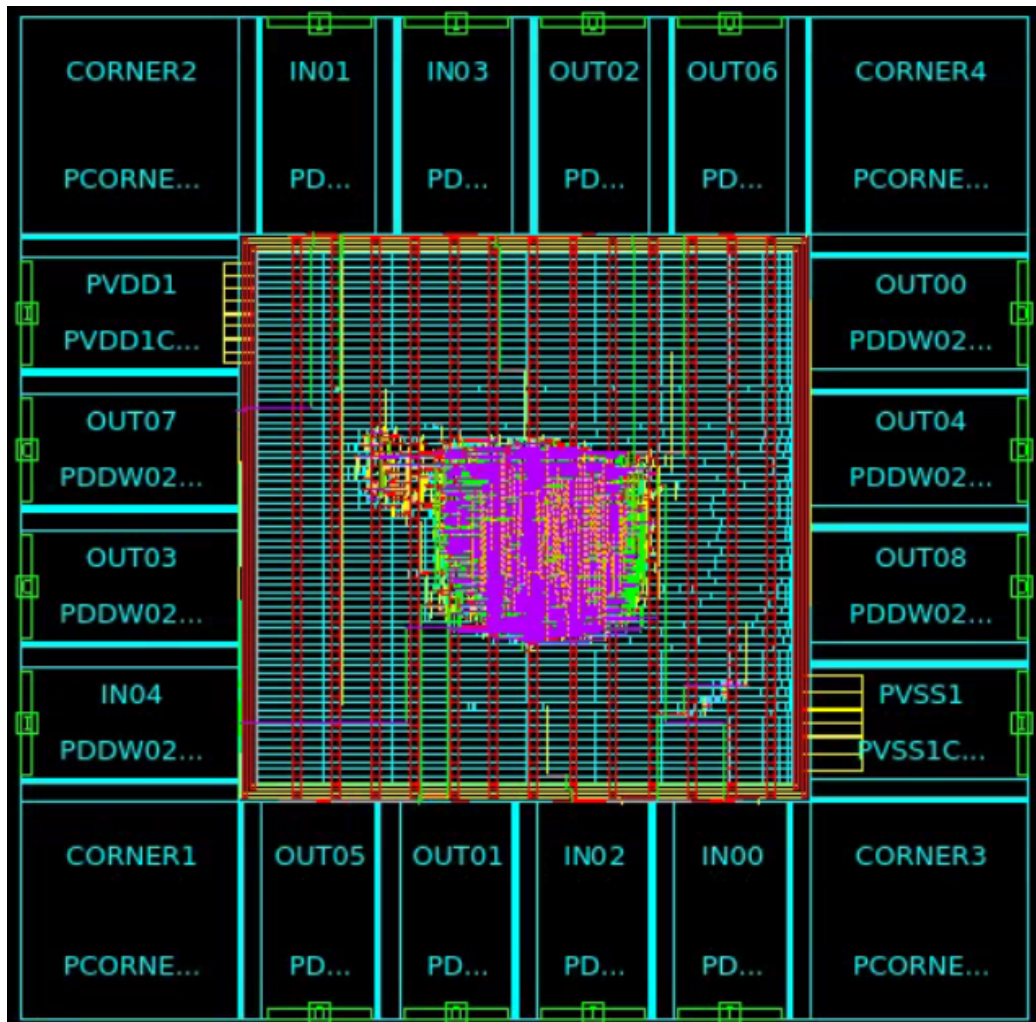 I
I
CORNER2
IN01
IN03
OUT02
OUT06
CORNER4
PCORNE...
PD...
PD...
PD...
PD...
PCORNE...
PVDD1
PVDD1C...
I
OUT00
PDDW02...
OUT07
PDDW02...
OUT04
PDDW02...
OUT03
PDDW02...
OUT08
PDDW02...
IN04
PDDW02...
I
PVSS1
PVSS1C...
I
CORNER1
OUT05
OUT01
IN02
IN00
CORNER3
PCORNE...
PD...
PD...
PD...
PD...
PCORNE...